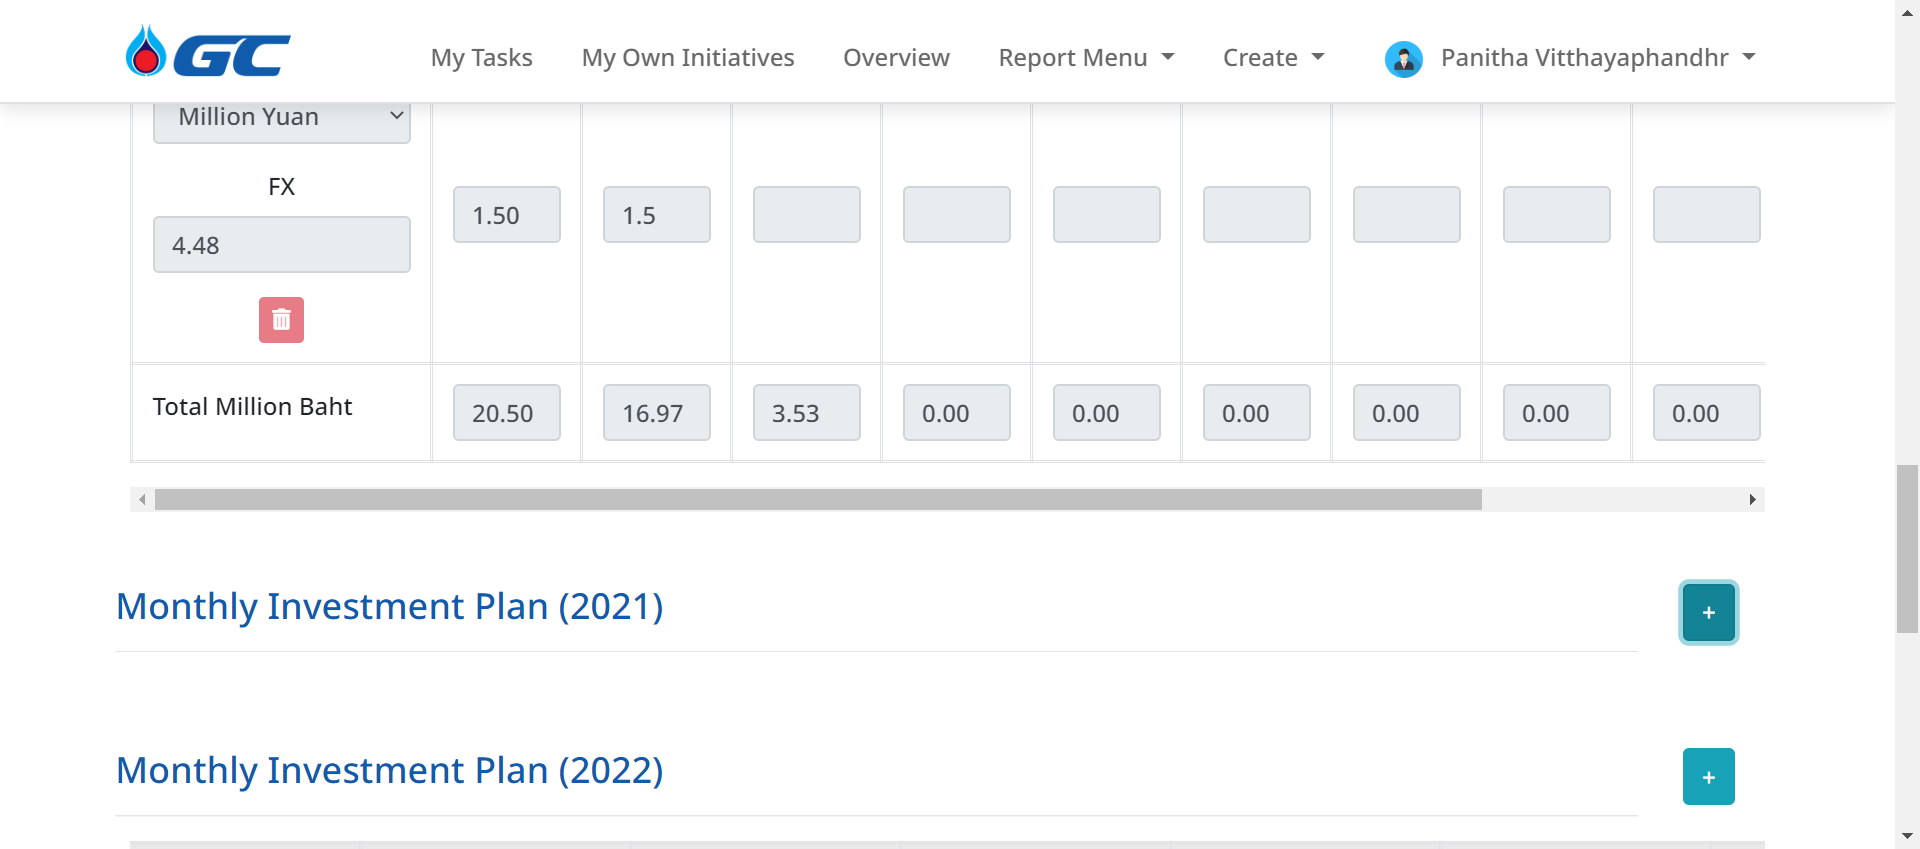 GC My Tasks My Own Initiatives Overview Report Menu Create Panitha Vitthayaphandhr
Million Yuan
FX
1.50 1.5
4.48
Total Million Baht 20.50 16.97 3.53 0.00 0.00 0.00 0.00 0.00 0.00
Monthly Investment Plan (2021) +
Monthly Investment Plan (2022) +